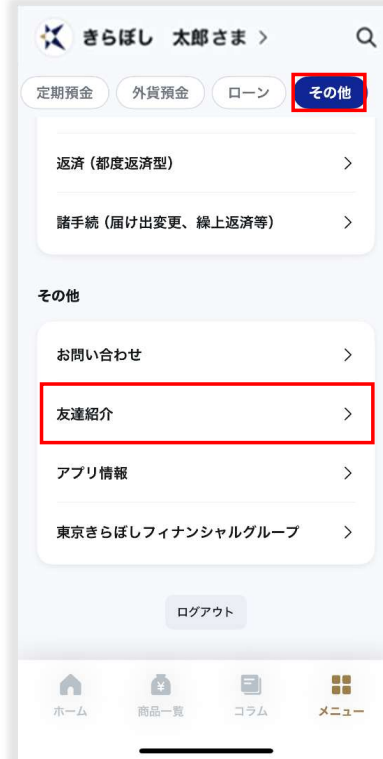 きらぼし 太郎さま >
定期預金 外貨預金 ローン その他
返済（都度返済型）
諸手続（届け出変更、繰上返済等）
その他
お問い合わせ
友達紹介
アプリ情報
東京きらぼしフィナンシャルグループ
ログアウト
ホーム 商品一覧 コラム メニュー